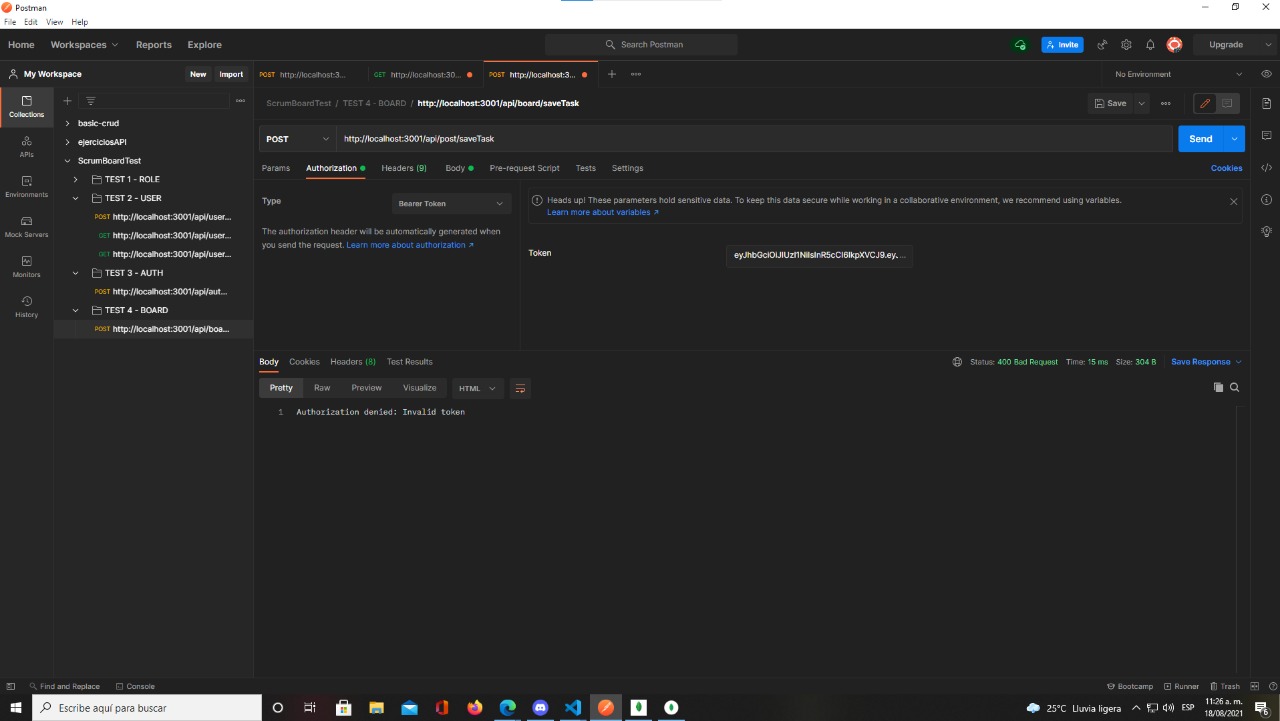 Postman
File Edit View Help
Home Workspaces Reports Explore
Search Postman
Invite
Upgrade
My Workspace
New Import
POST http://localhost:3...
GET http://localhost:30...
POST http://localhost:3...
No Environment
Collections
APIs
Environments
Mock Servers
Monitors
History
basic-crud
ejerciciosAPI
ScrumBoardTest
TEST 1 - ROLE
TEST 2 - USER
POST http://localhost:3001/api/user...
GET http://localhost:3001/api/user...
GET http://localhost:3001/api/user...
TEST 3 - AUTH
POST http://localhost:3001/api/aut...
TEST 4 - BOARD
POST http://localhost:3001/api/boa...
ScrumBoardTest / TEST 4 - BOARD / http://localhost:3001/api/board/saveTask
Save
POST http://localhost:3001/api/post/saveTask
Send
Params Authorization Headers (9) Body Pre-request Script Tests Settings
Cookies
Type Bearer Token
The authorization header will be automatically generated when
you send the request. Learn more about authorization ↗
Heads up! These parameters hold sensitive data. To keep this data secure while working in a collaborative environment, we recommend using variables.
Learn more about variables ↗
Token
Body Cookies Headers (8) Test Results
Status: 400 Bad Request Time: 15 ms Size: 304 B Save Response
Pretty Raw Preview Visualize HTML
1 Authorization denied: Invalid token
Find and Replace Console
Bootcamp Runner Trash
Escribe aquí para buscar
25°C Lluvia ligera
ESP
11:26 a. m.
18/08/2021